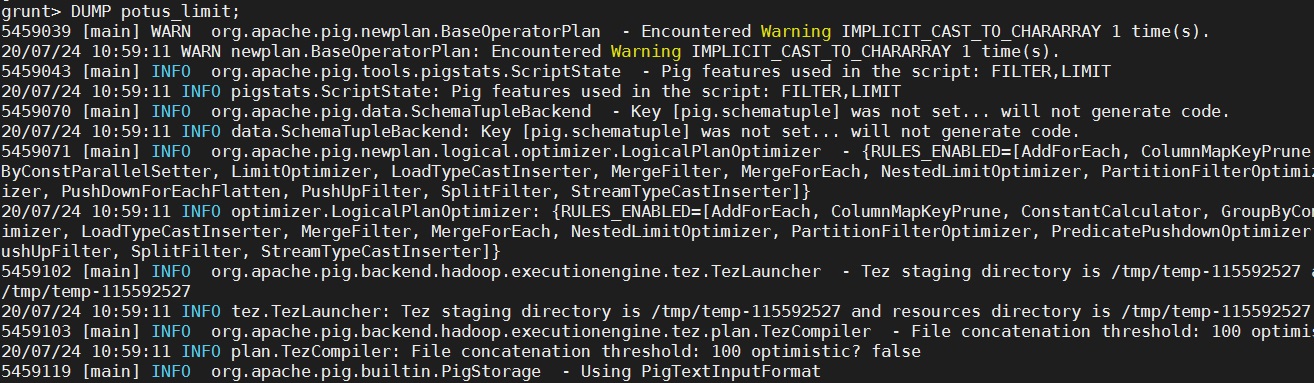 grunt> DUMP potus_limit;
5459039 [main] WARN  org.apache.pig.newplan.BaseOperatorPlan  - Encountered Warning IMPLICIT_CAST_TO_CHARARRAY 1 time(s).
20/07/24 10:59:11 WARN newplan.BaseOperatorPlan: Encountered Warning IMPLICIT_CAST_TO_CHARARRAY 1 time(s).
5459043 [main] INFO  org.apache.pig.tools.pigstats.ScriptState  - Pig features used in the script: FILTER,LIMIT
20/07/24 10:59:11 INFO pigstats.ScriptState: Pig features used in the script: FILTER,LIMIT
5459070 [main] INFO  org.apache.pig.data.SchemaTupleBackend  - Key [pig.schematuple] was not set... will not generate code.
20/07/24 10:59:11 INFO data.SchemaTupleBackend: Key [pig.schematuple] was not set... will not generate code.
5459071 [main] INFO  org.apache.pig.newplan.logical.optimizer.LogicalPlanOptimizer  - {RULES_ENABLED=[AddForEach, ColumnMapKeyPrune
ByConstParallelSetter, LimitOptimizer, LoadTypeCastInserter, MergeFilter, MergeForEach, NestedLimitOptimizer, PartitionFilterOptimi
izer, PushDownForEachFlatten, PushUpFilter, SplitFilter, StreamTypeCastInserter]}
20/07/24 10:59:11 INFO optimizer.LogicalPlanOptimizer: {RULES_ENABLED=[AddForEach, ColumnMapKeyPrune, ConstantCalculator, GroupByCon
imizer, LoadTypeCastInserter, MergeFilter, MergeForEach, NestedLimitOptimizer, PartitionFilterOptimizer, PredicatePushdownOptimizer
ushUpFilter, SplitFilter, StreamTypeCastInserter]}
5459102 [main] INFO  org.apache.pig.backend.hadoop.executionengine.tez.TezLauncher  - Tez staging directory is /tmp/temp-115592527 a
/tmp/temp-115592527
20/07/24 10:59:11 INFO tez.TezLauncher: Tez staging directory is /tmp/temp-115592527 and resources directory is /tmp/temp-115592527
5459103 [main] INFO  org.apache.pig.backend.hadoop.executionengine.tez.plan.TezCompiler  - File concatenation threshold: 100 optimis
20/07/24 10:59:11 INFO plan.TezCompiler: File concatenation threshold: 100 optimistic? false
5459119 [main] INFO  org.apache.pig.builtin.PigStorage  - Using PigTextInputFormat